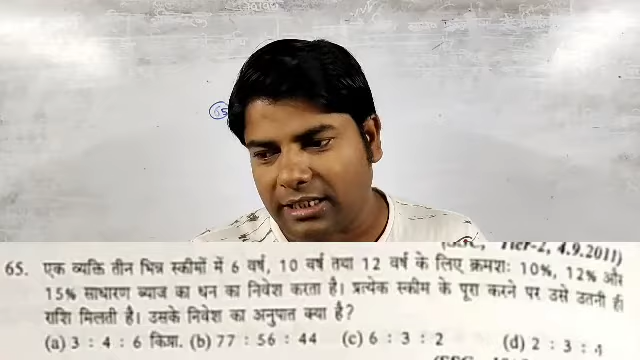 65
Tier-2, 4.9.2011)
65. एक व्यक्ति तीन भिन्न स्कीमों में 6 वर्ष, 10 वर्ष तथा 12 वर्ष के लिए क्रमशः 10%, 12% और
15% साधारण ब्याज का धन का निवेश करता है। प्रत्येक स्कीम के पूरा करने पर उसे उतनी ही
राशि मिलती है। उसके निवेश का अनुपात क्या है?
(a) 3 : 4 : 6 किग्रा. (b) 77 : 56 : 44 (c) 6 : 3 : 2 (d) 2 : 3 :